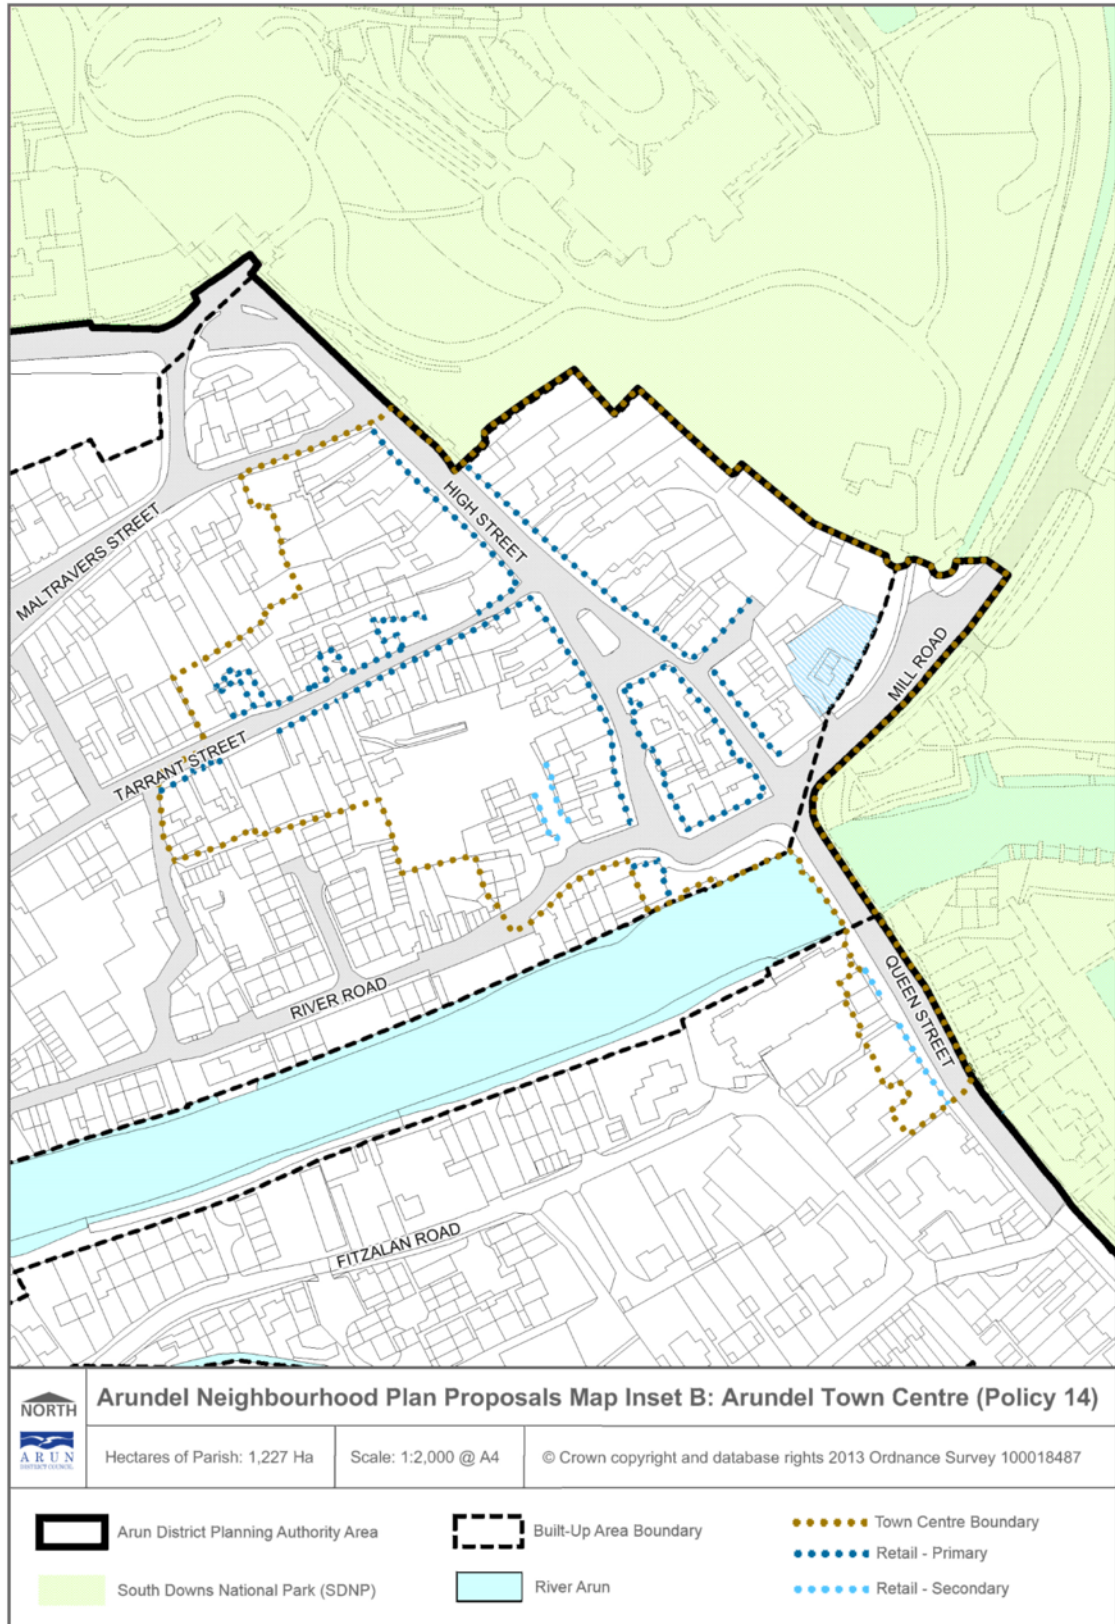 HIGH STREET
MALTRAVERS STREET
MILL ROAD
TARRANT STREET
QUEEN STREET
RIVER ROAD
FITZALAN ROAD
NORTH
ARUN
DISTRICT COUNCIL
Arundel Neighbourhood Plan Proposals Map Inset B: Arundel Town Centre (Policy 14)
Hectares of Parish: 1,227 Ha
Scale: 1:2,000 @ A4
© Crown copyright and database rights 2013 Ordnance Survey 100018487
Arun District Planning Authority Area
Built-Up Area Boundary
Town Centre Boundary
Retail - Primary
South Downs National Park (SDNP)
River Arun
Retail - Secondary